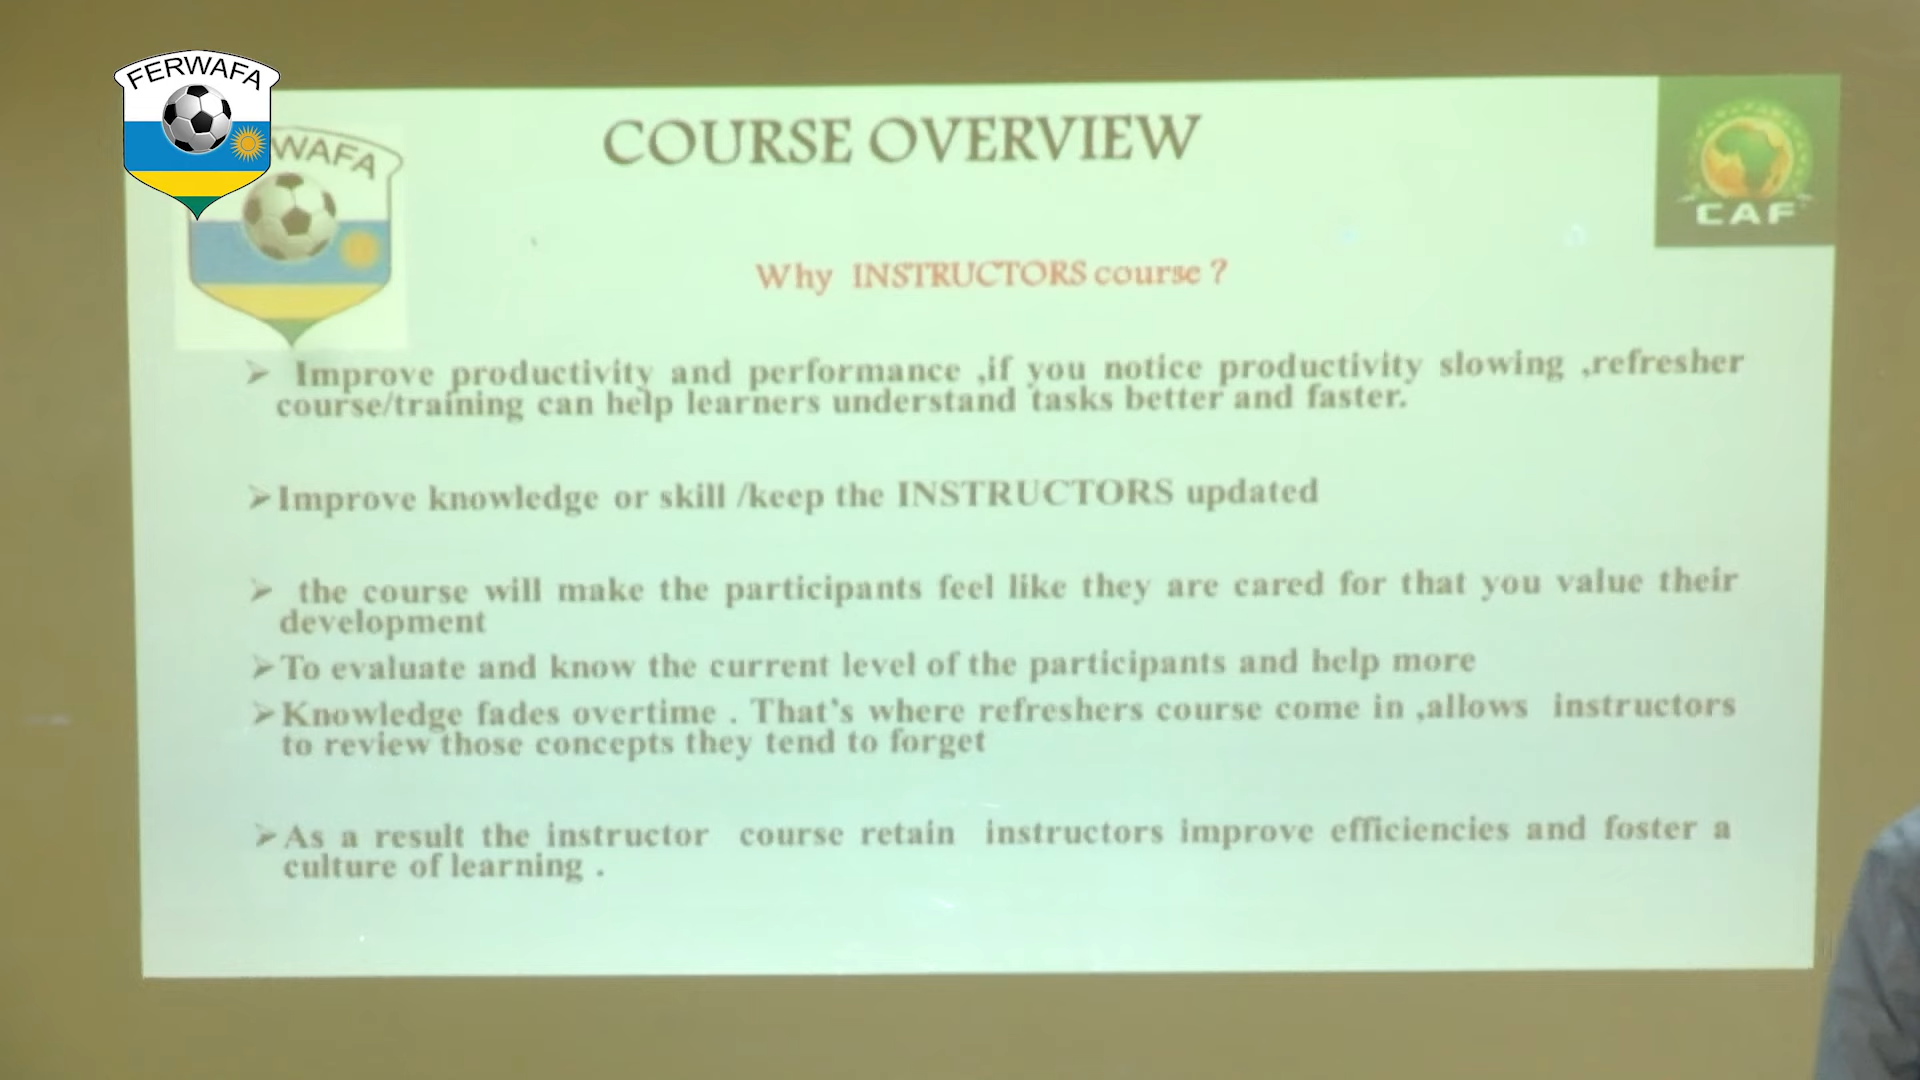 FERWAFA
WAFA
COURSE OVERVIEW
CAF
Why INSTRUCTORS course ?
➢ Improve productivity and performance ,if you notice productivity slowing ,refresher
course/training can help learners understand tasks better and faster.
➢Improve knowledge or skill /keep the INSTRUCTORS updated
➢ the course will make the participants feel like they are cared for that you value their
development
➢To evaluate and know the current level of the participants and help more
➢Knowledge fades overtime . That's where refreshers course come in ,allows instructors
to review those concepts they tend to forget
➢As a result the instructor course retain instructors improve efficiencies and foster a
culture of learning .